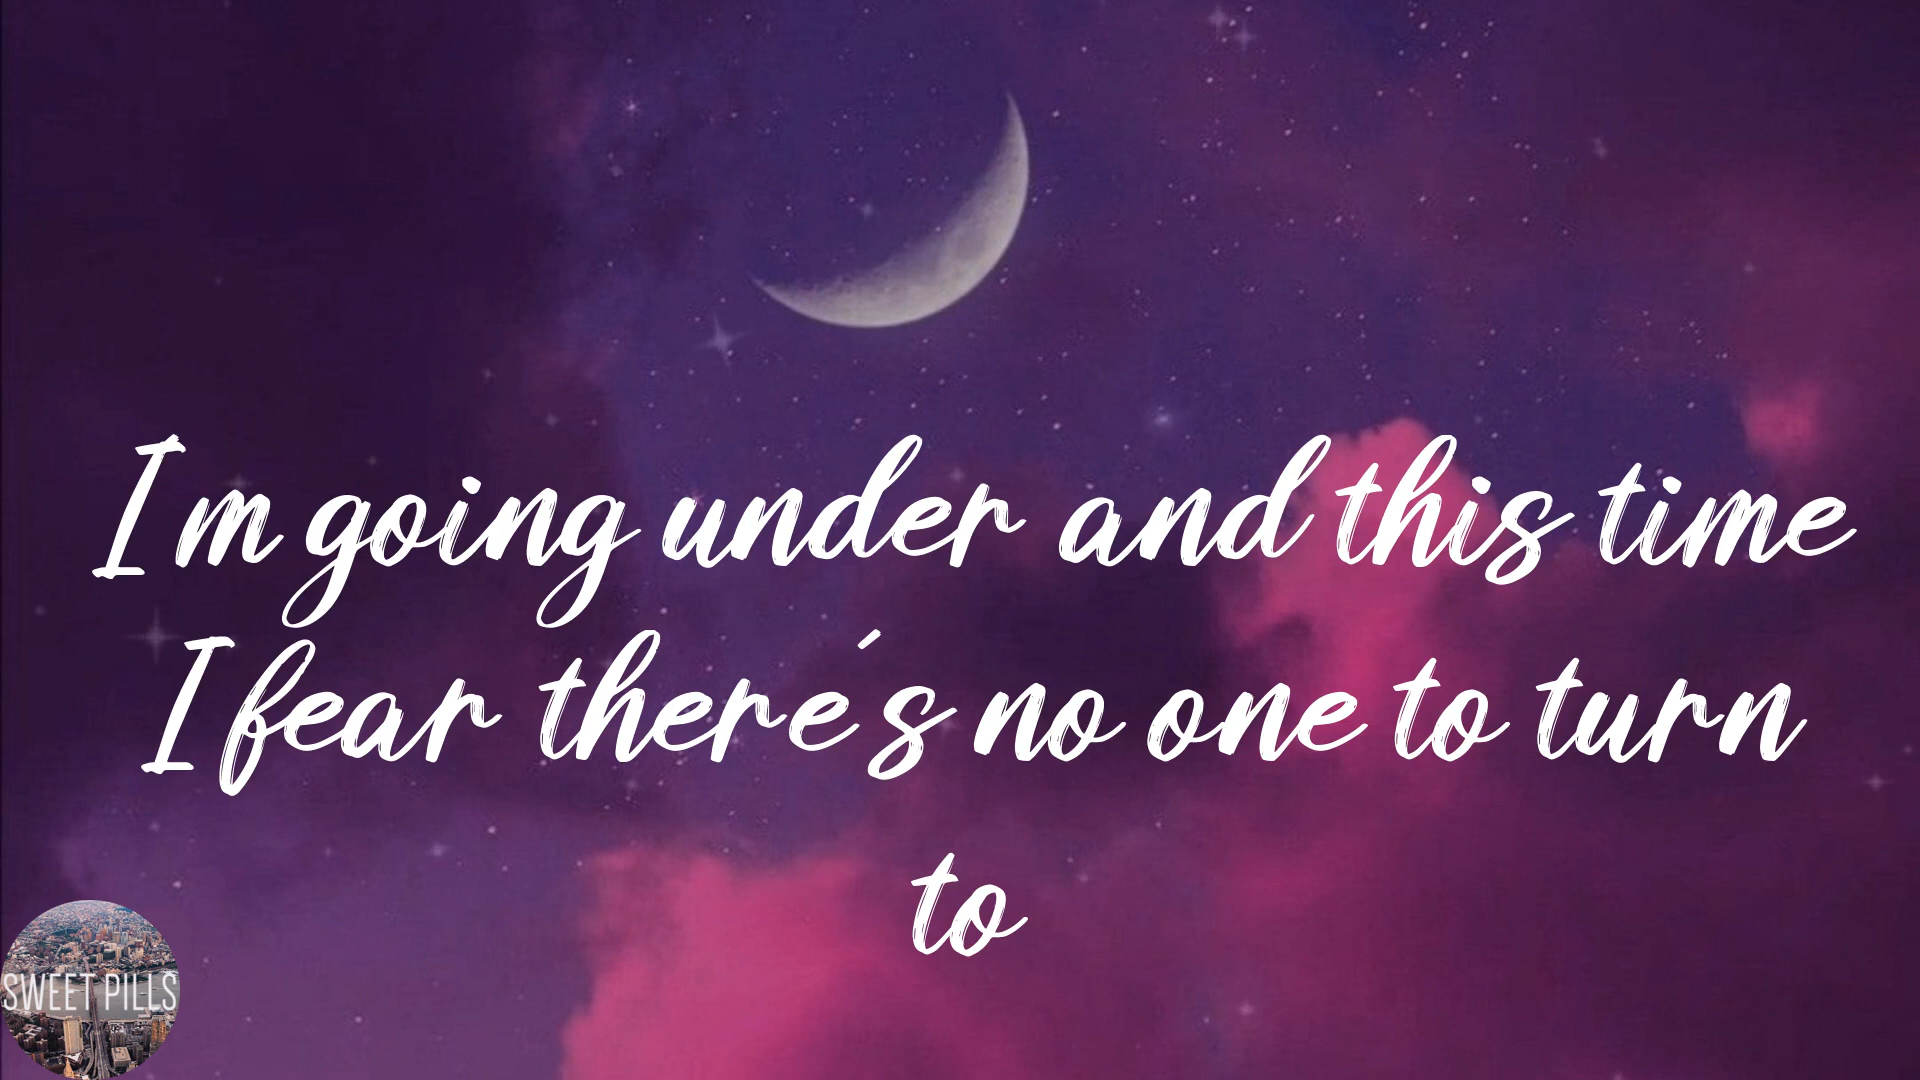 I m going under and this time
I fear there´s no one to turn
to
SWEET PILLS